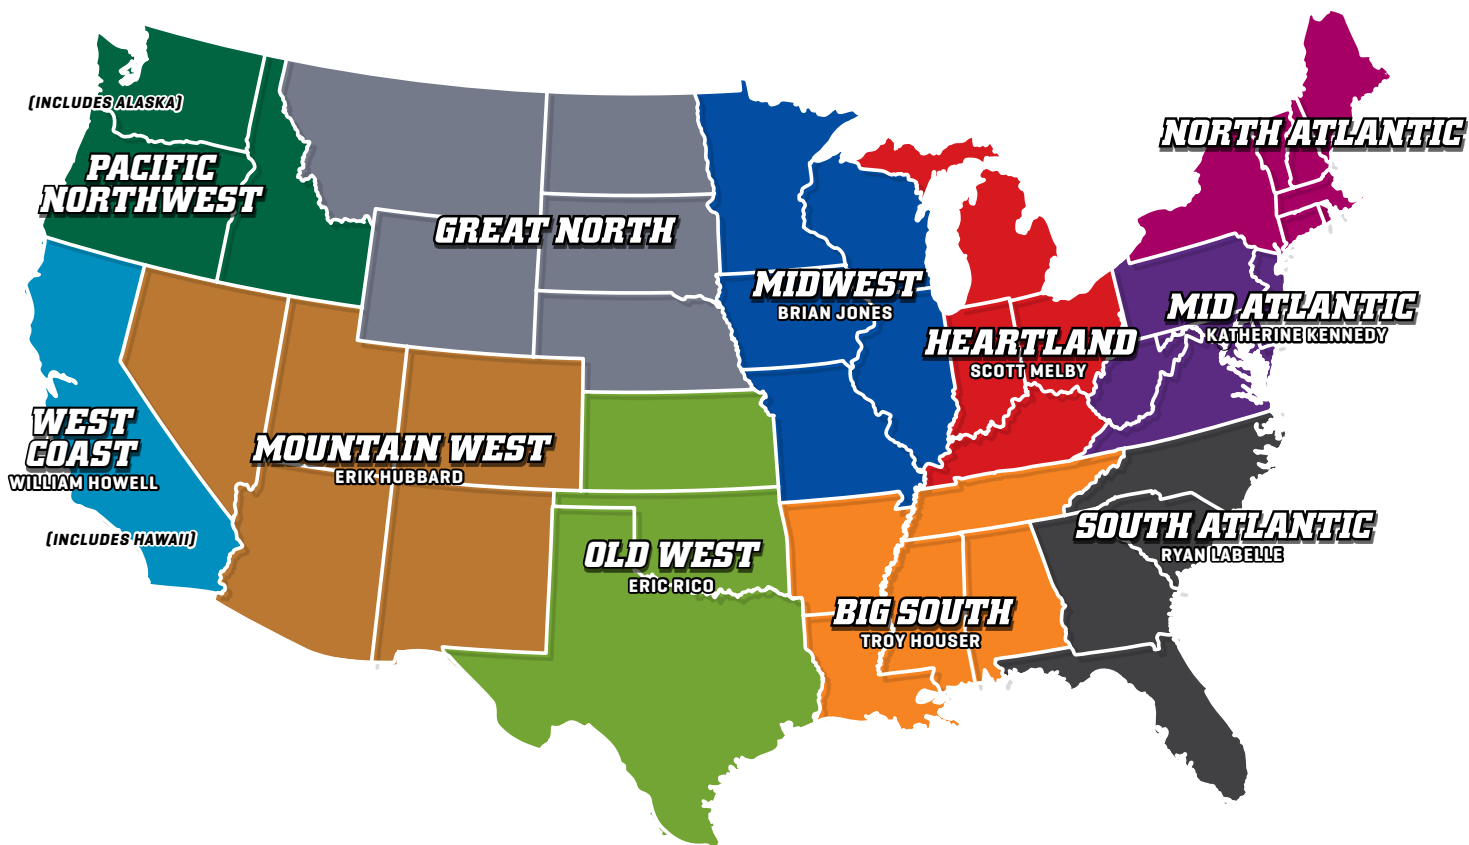 (INCLUDES ALASKA)
PACIFIC
NORTHWEST
GREAT NORTH
NORTH ATLANTIC
MIDWEST
BRIAN JONES
HEARTLAND
SCOTT MELBY
MID ATLANTIC
KATHERINE KENNEDY
WEST
COAST
WILLIAM HOWELL
(INCLUDES HAWAII)
MOUNTAIN WEST
ERIK HUBBARD
OLD WEST
ERIC RICO
BIG SOUTH
TROY HOUSER
SOUTH ATLANTIC
RYAN LABELLE